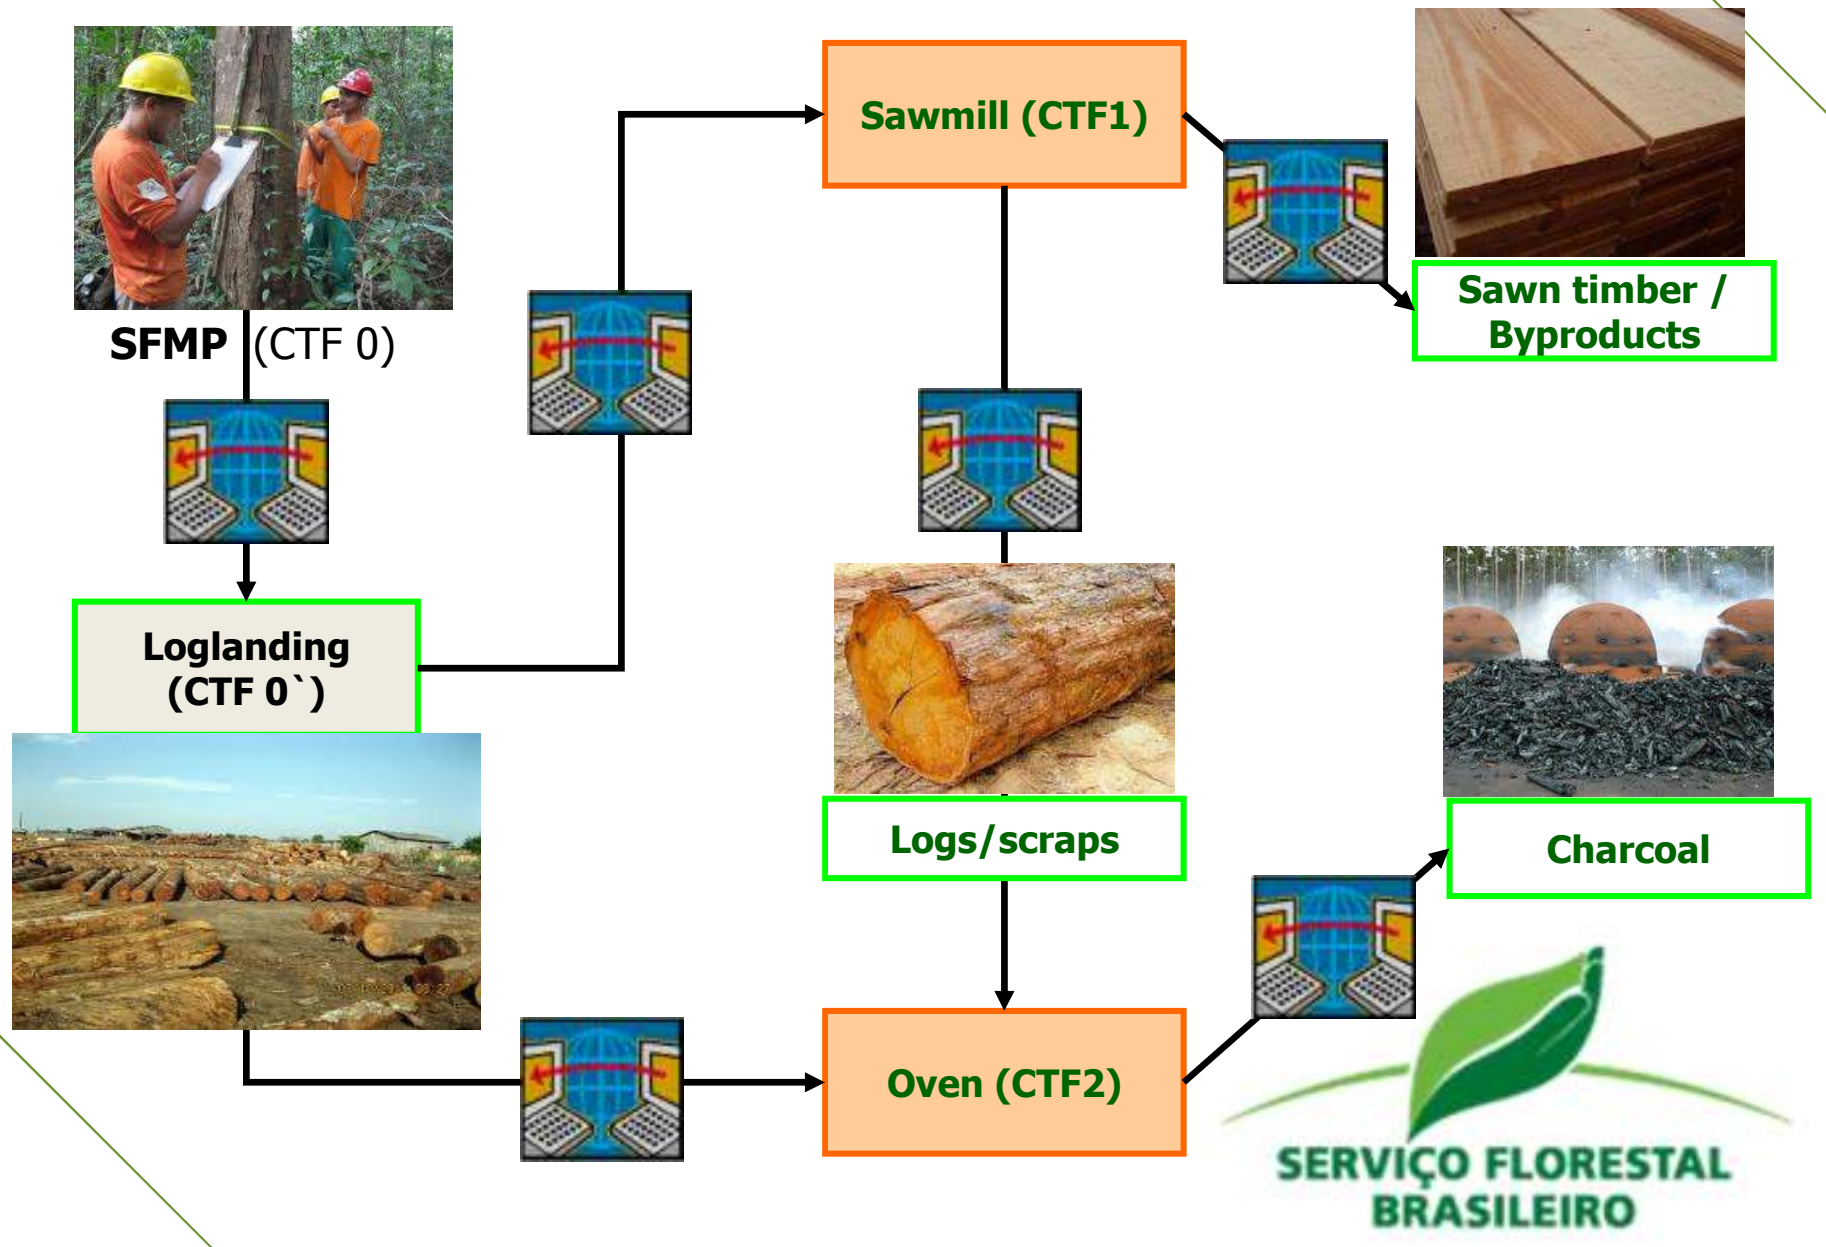 Sawmill (CTF1)
Sawn timber /
Byproducts
SFMP (CTF 0)
Loglanding
(CTF 0`)
Logs/scraps
Charcoal
Oven (CTF2)
SERVIÇO FLORESTAL
BRASILEIRO